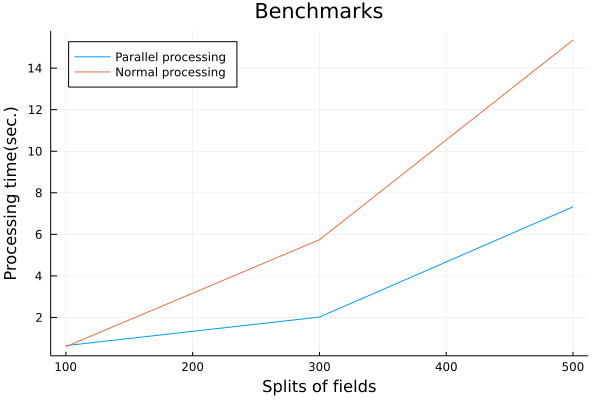 Benchmarks
Parallel processing
Normal processing
Processing time(sec.)
14
12
10
8
6
4
2
100 200 300 400 500
Splits of fields